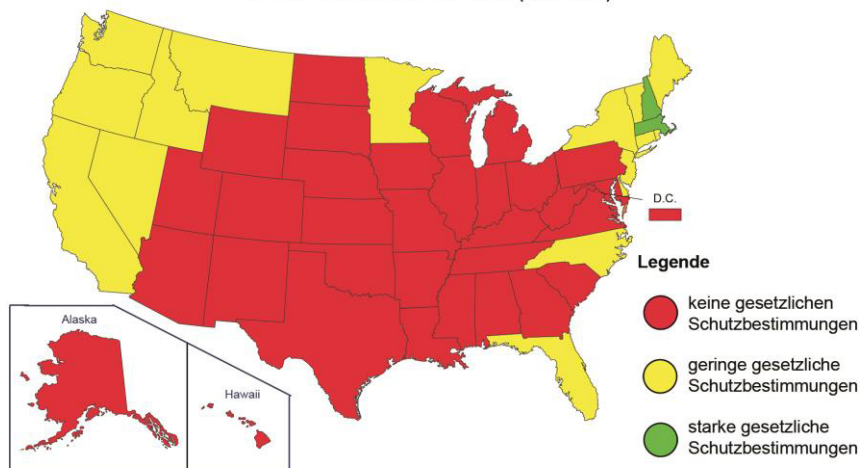 D.C.
Legende
keine gesetzlichen
Schutzbestimmungen
Alaska
geringe gesetzliche
Schutzbestimmungen
Hawaii
starke gesetzliche
Schutzbestimmungen